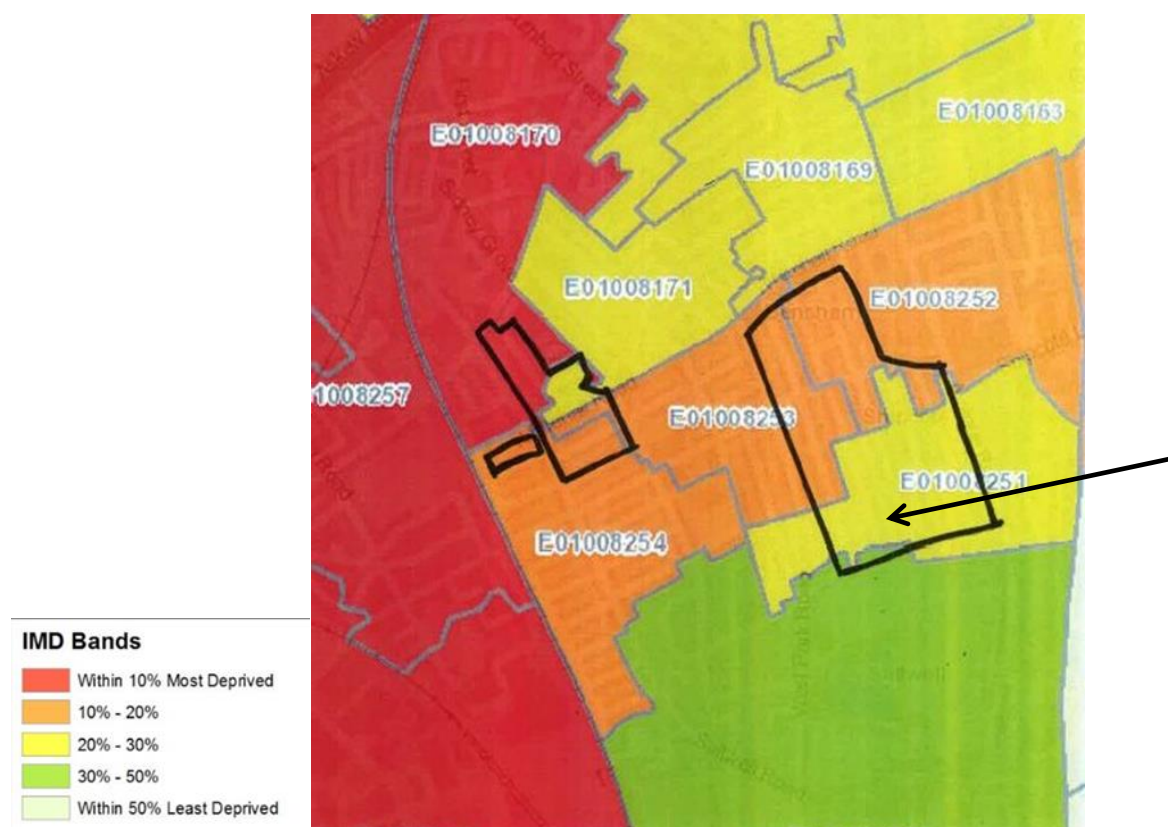 E01008170
E01008163
E01008169
E01008171
E01008252
1008257
E01008253
E01008251
E01008254
Saltwell
IMD Bands
Within 10% Most Deprived
10% - 20%
20% - 30%
30% - 50%
Within 50% Least Deprived